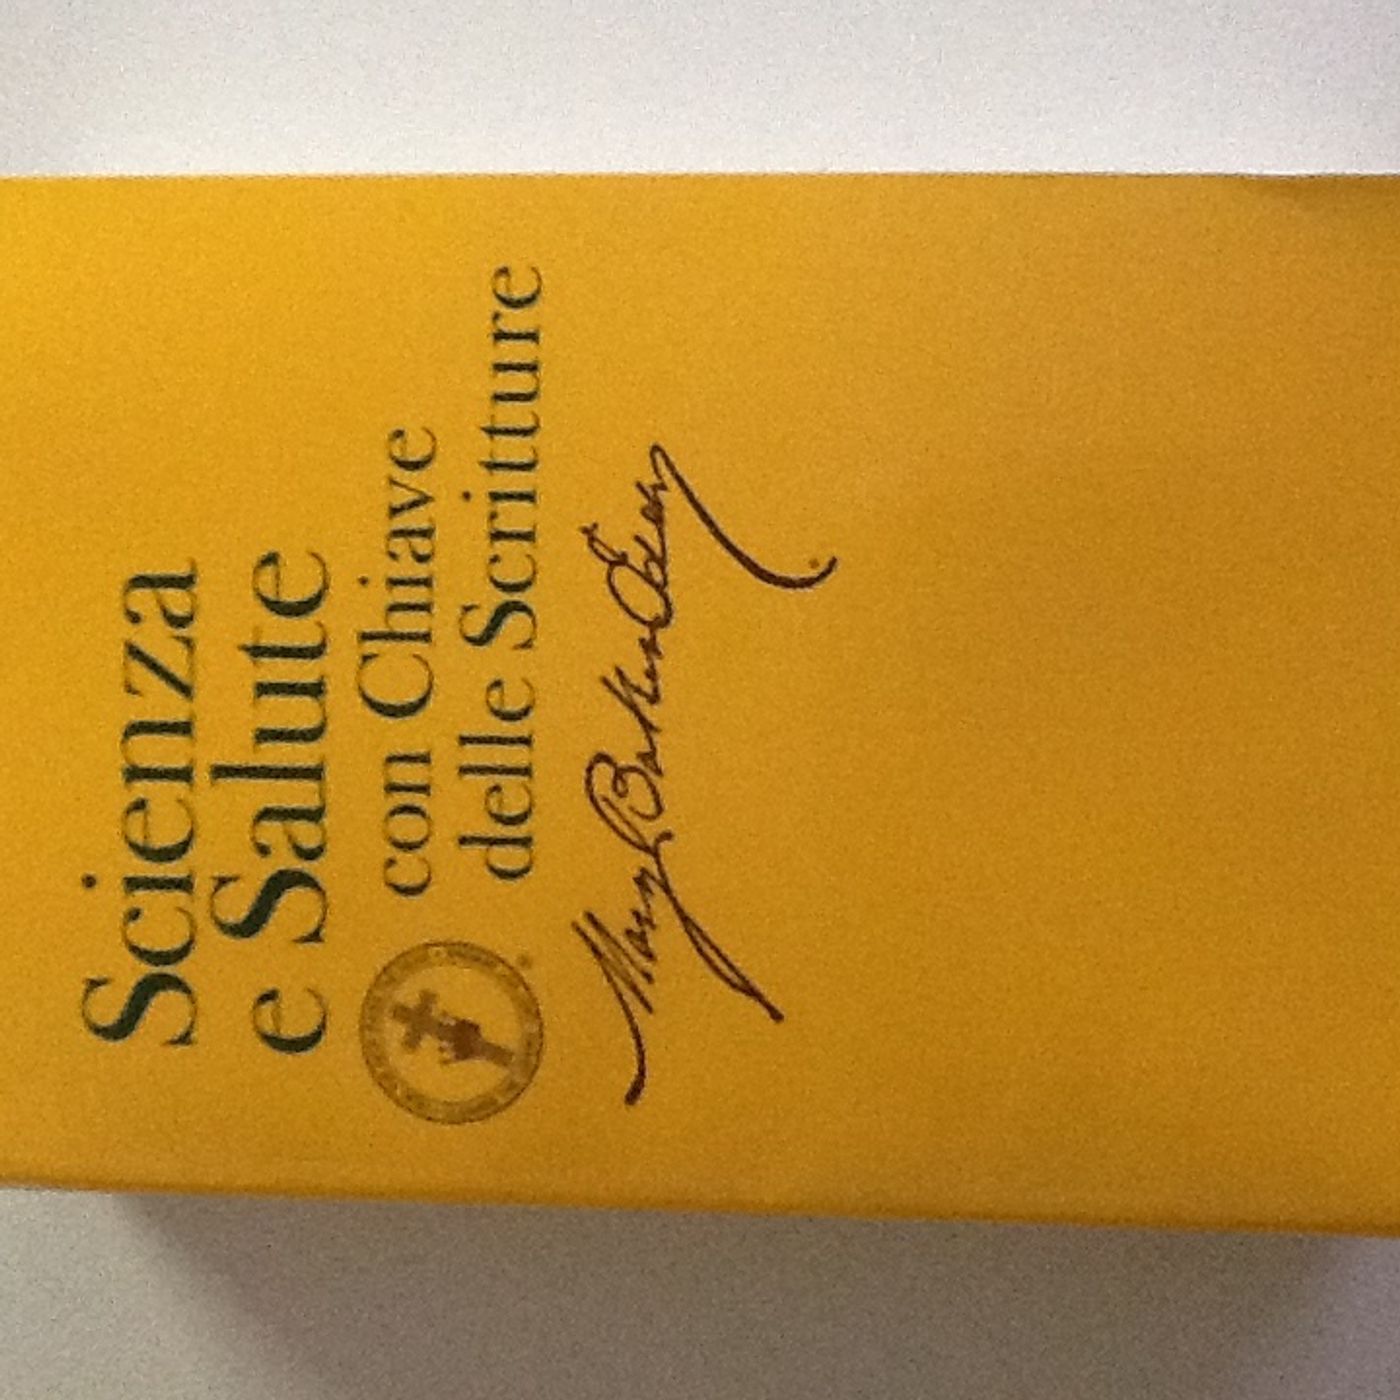 Scienza
e Salute
con Chiave
delle Scritture
Mary Baker Eddy